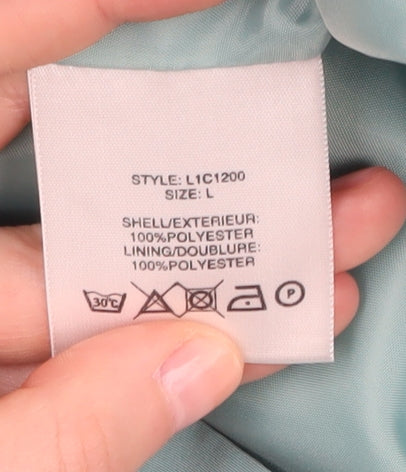 STYLE: L1C1200
SIZE: L
SHELL/EXTERIEUR:
100%POLYESTER
LINING/DOUBLURE:
100%POLYESTER
30°C P